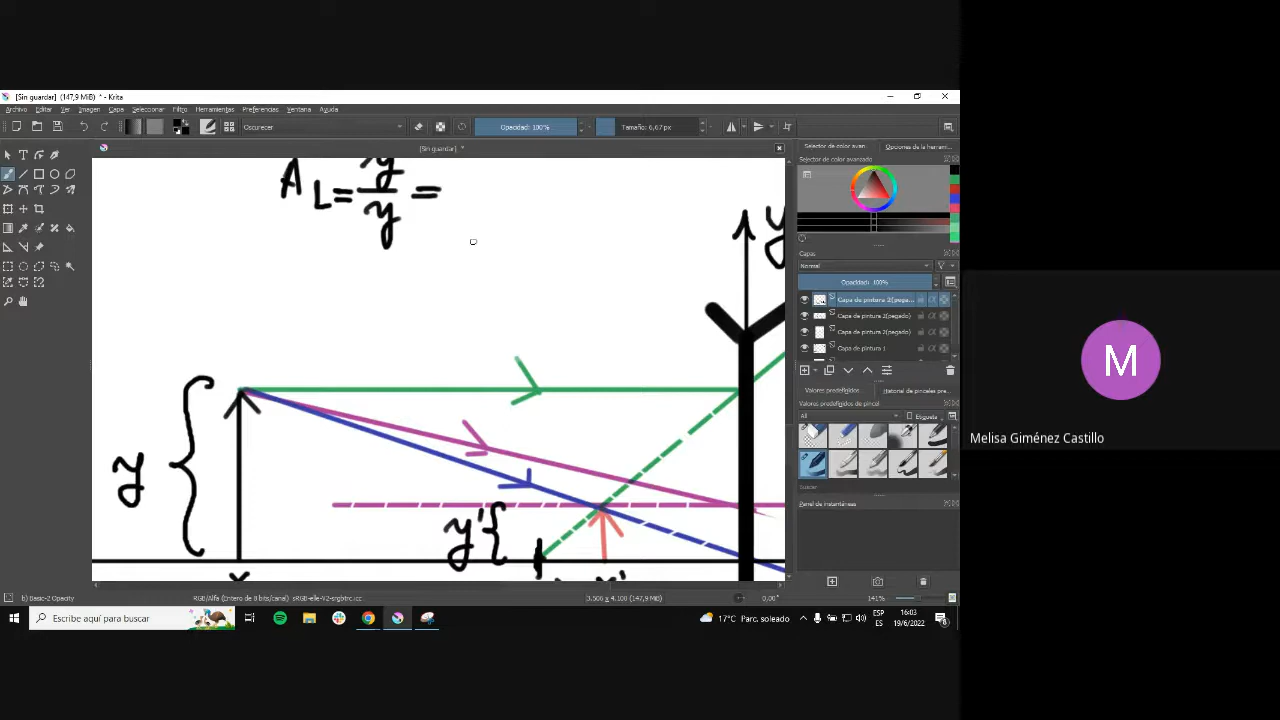 [Sin guardar] (147,9 MiB) * - Krita
Archivo Editar Ver Imagen Capa Seleccionar Filtro Herramientas Preferencias Ventana Ayuda
Oscurecer
Opacidad: 100%
Tamaño: 6,67 px
[Sin guardar] *
Selector de color avan...
Opciones de la herrami...
Selector de color avanzado
A L = y / y =
y
y
y'{
x
x'
Capas
Normal
Opacidad: 100%
Capa de pintura 2(pega...
Capa de pintura 2(pegado)
Capa de pintura 2(pegado)
Capa de pintura 1
Valores predefinidos
Historial de pinceles pre...
Valores predefinidos de pincel
All
Etiqueta
Buscar
Panel de instantáneas
b) Basic-2 Opacity
RGB/Alfa (Entero de 8 bits/canal) sRGB-elle-V2-srgbtrc.icc
3.508 x 4.100 (147,9 MiB)
0,00°
141%
Escribe aquí para buscar
17°C Parc. soleado
ESP
ES
16:03
19/6/2022
6
M
Melisa Giménez Castillo